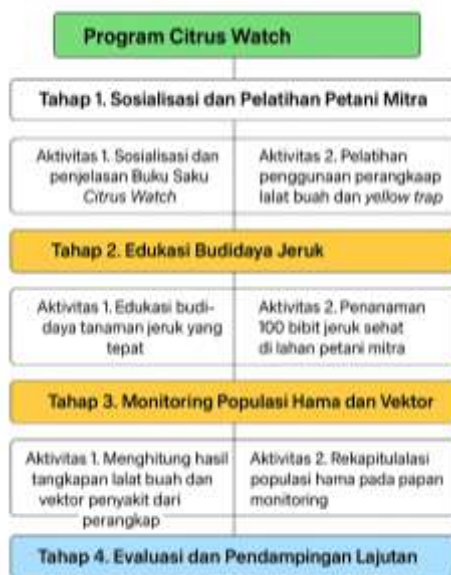 Program Citrus Watch
Tahap 1. Sosialisasi dan Pelatihan Petani Mitra
Aktivitas 1. Sosialisasi dan
penjelasan Buku Saku
Citrus Watch
Aktivitas 2. Pelatihan
penggunaan perangkaap
lalat buah dan yellow trap
Tahap 2. Edukasi Budidaya Jeruk
Aktivitas 1. Edukasi budi-
daya tanaman jeruk yang
tepat
Aktivitas 2. Penanaman
100 bibit jeruk sehat
di lahan petani mitra
Tahap 3. Monitoring Populasi Hama dan Vektor
Aktivitas 1. Menghitung hasil
tangkapan lalat buah dan
vektor penyakit dari
perangkap
Aktivitas 2. Rekapitulalasi
populasi hama pada papan
monitoring
Tahap 4. Evaluasi dan Pendampingan Lajutan